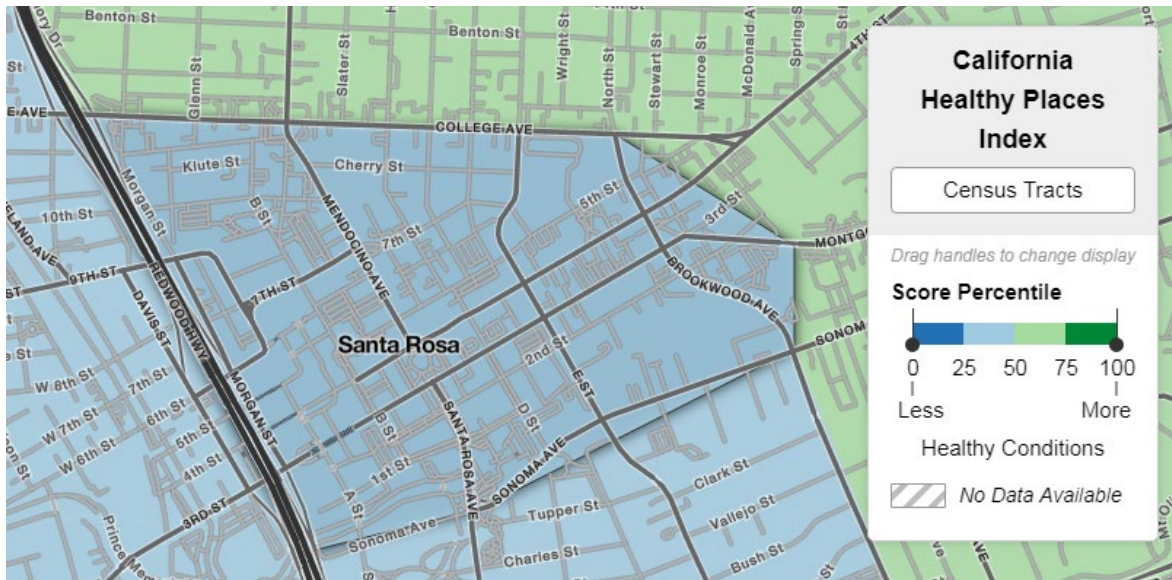 Benton St
Benton St
Slater St
Wright St
North St
Stewart St
Monroe St
McDonald Av
Spring S
4TH ST
Glenn St
E AVE
COLLEGE AVE
Klute St
Cherry St
Morgan St
10th St
B St
MENDOCINO AVE
7th St
5th St
3rd St
MONTG
9TH ST
REDWOOD HWY
7TH ST
DAVIS ST
BROOKWOOD AVE
Santa Rosa
2nd St
SONOM
W 8th St
7th St
MORGAN ST
E ST
6th St
W 7th St
5th St
B St
D St
W 6th St
4th St
SANTA ROSA AVE
SONOMA AVE
1st St
Clark St
3RD ST
A St
Tupper St
Vallejo St
Sonoma Ave
Charles St
Bush St
AVE
California
Healthy Places
Index
Census Tracts
Drag handles to change display
Score Percentile
0 25 50 75 100
Less More
Healthy Conditions
No Data Available